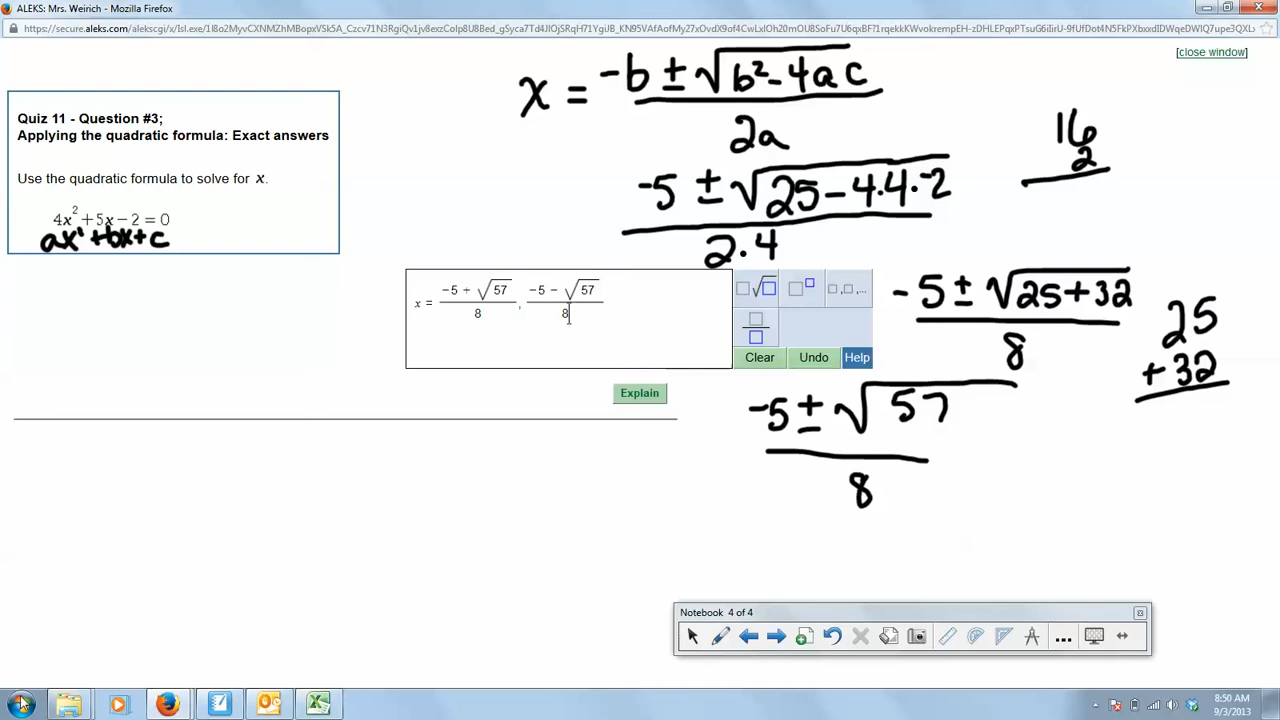 ALEKS: Mrs. Weirich - Mozilla Firefox
[close window]
Quiz 11 - Question #3;
Applying the quadratic formula: Exact answers
Use the quadratic formula to solve for x.
4x² + 5x − 2 = 0
ax² + bx + c
x = -b ± √b² - 4ac
2a
-5 ± √25 - 4·4·-2
2·4
16
2
x = -5 + √57 / 8 , -5 − √57 / 8
Clear Undo Help
Explain
-5 ± √25+32
8
25
+32
-5 ± √57
8
Notebook 4 of 4
8:50 AM
9/3/2013